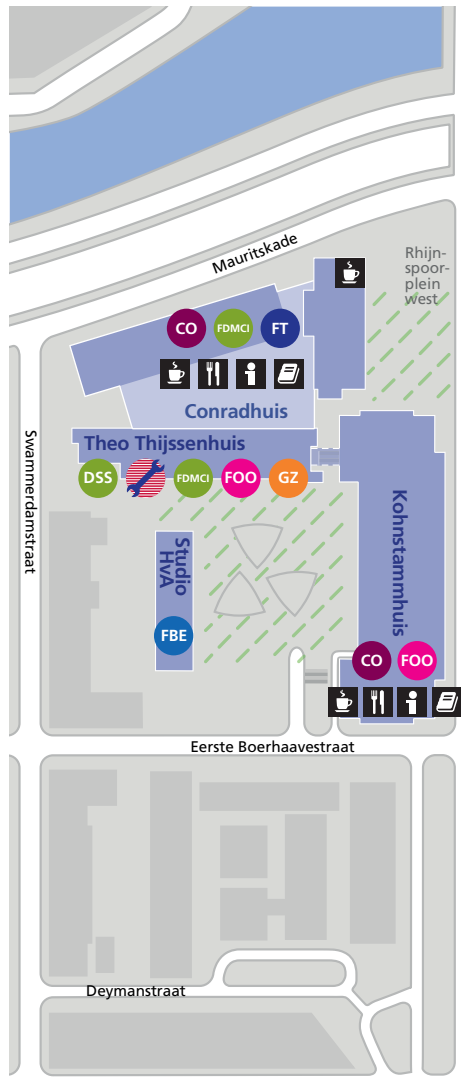 Mauritskade
Rhijn-
spoor-
plein
west
CO
FDMCI
FT
Conradhuis
Swammerdamstraat
Theo Thijssenhuis
DSS
FDMCI
FOO
GZ
Studio
HvA
FBE
Kohnstammhuis
CO
FOO
Eerste Boerhaavestraat
Deymanstraat